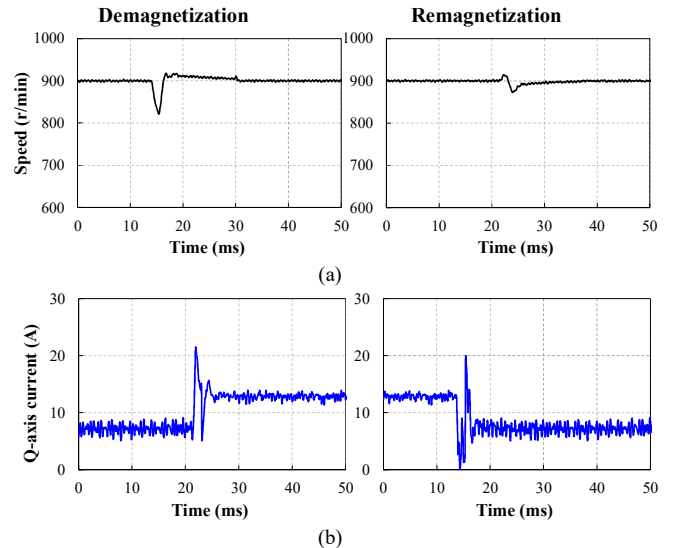 Demagnetization
Remagnetization
Speed (r/min)
1000
900
800
700
600
0 10 20 30 40 50
Time (ms)
1000
900
800
700
600
0 10 20 30 40 50
Time (ms)
(a)
Q-axis current (A)
30
20
10
0
0 10 20 30 40 50
Time (ms)
30
20
10
0
0 10 20 30 40 50
Time (ms)
(b)